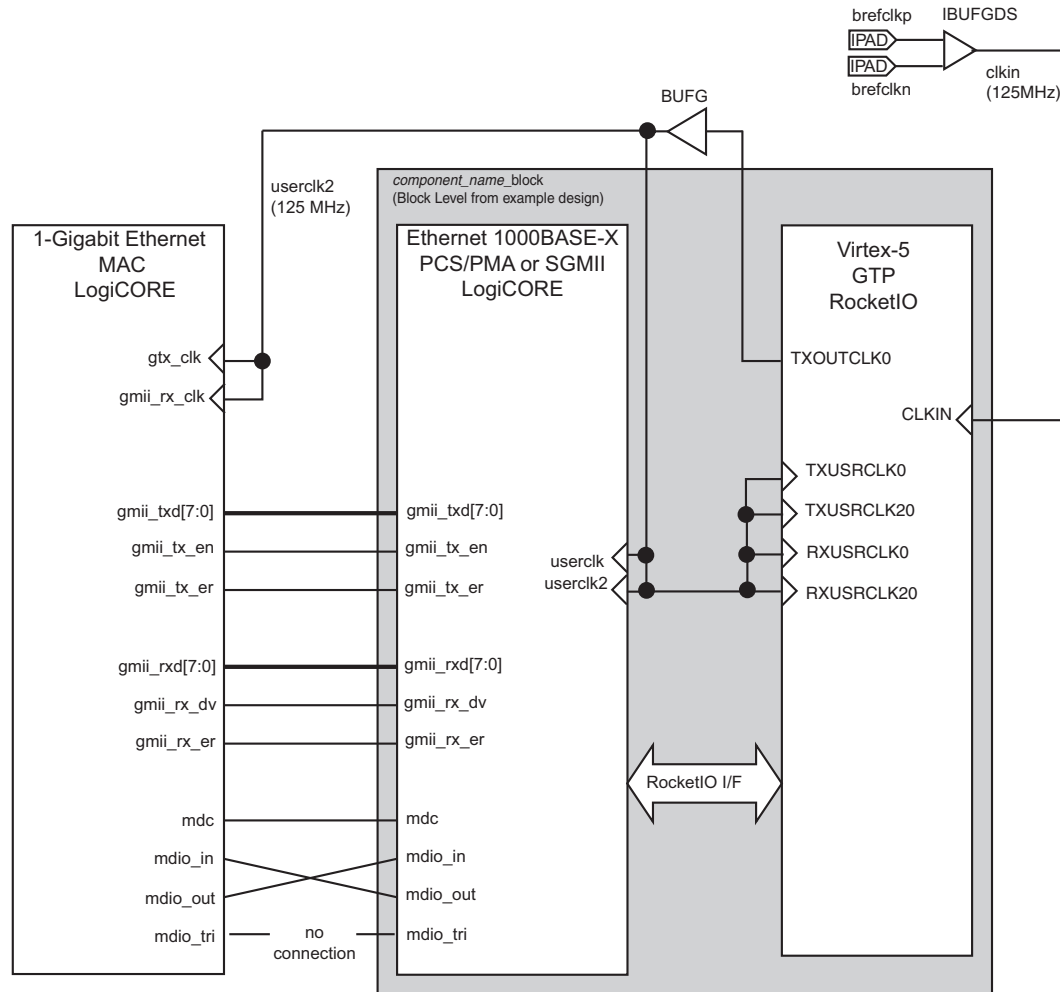 brefclkp
IBUFGDS
IPAD
IPAD
brefclkn
clkin
(125MHz)
BUFG
userclk2
(125 MHz)
component_name_block
(Block Level from example design)
1-Gigabit Ethernet
MAC
LogiCORE
Ethernet 1000BASE-X
PCS/PMA or SGMII
LogiCORE
Virtex-5
GTP
RocketIO
gtx_clk
gmii_rx_clk
TXOUTCLK0
CLKIN
TXUSRCLK0
TXUSRCLK20
RXUSRCLK0
RXUSRCLK20
gmii_txd[7:0]
gmii_tx_en
gmii_tx_er
gmii_txd[7:0]
gmii_tx_en
gmii_tx_er
userclk
userclk2
gmii_rxd[7:0]
gmii_rx_dv
gmii_rx_er
gmii_rxd[7:0]
gmii_rx_dv
gmii_rx_er
RocketIO I/F
mdc
mdio_in
mdio_out
mdio_tri
no
connection
mdc
mdio_in
mdio_out
mdio_tri